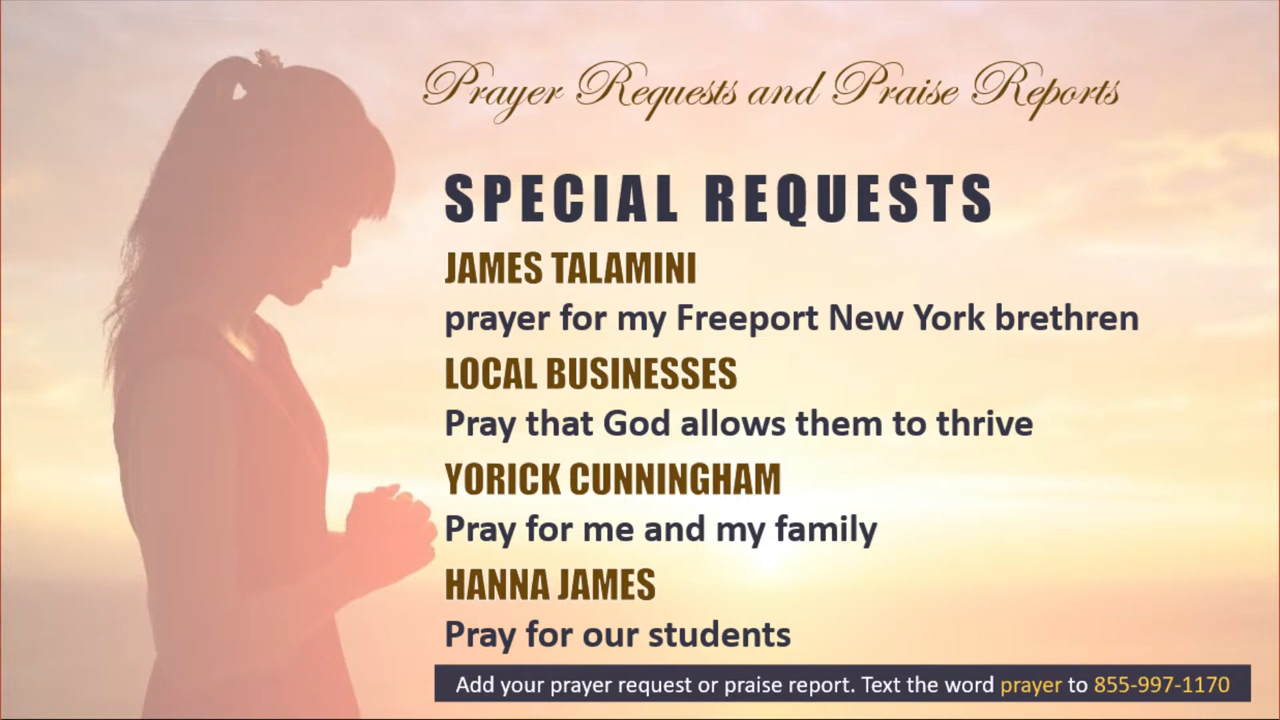 Prayer Requests and Praise Reports
SPECIAL REQUESTS
JAMES TALAMINI
prayer for my Freeport New York brethren
LOCAL BUSINESSES
Pray that God allows them to thrive
YORICK CUNNINGHAM
Pray for me and my family
HANNA JAMES
Pray for our students
Add your prayer request or praise report. Text the word prayer to 855-997-1170